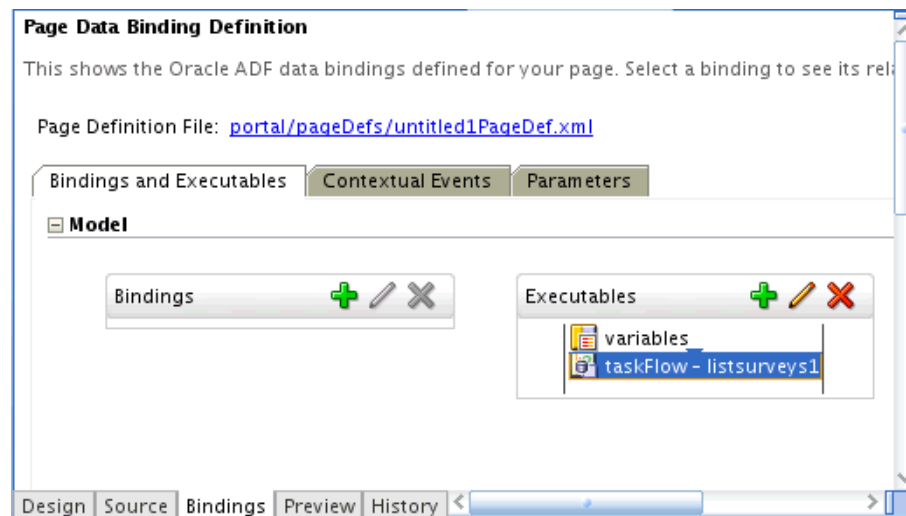 Page Data Binding Definition
This shows the Oracle ADF data bindings defined for your page. Select a binding to see its rel
Page Definition File: portal/pageDefs/untitled1PageDef.xml
Bindings and Executables Contextual Events Parameters
Model
Bindings Executables
variables
taskFlow - listsurveys1
Design Source Bindings Preview History